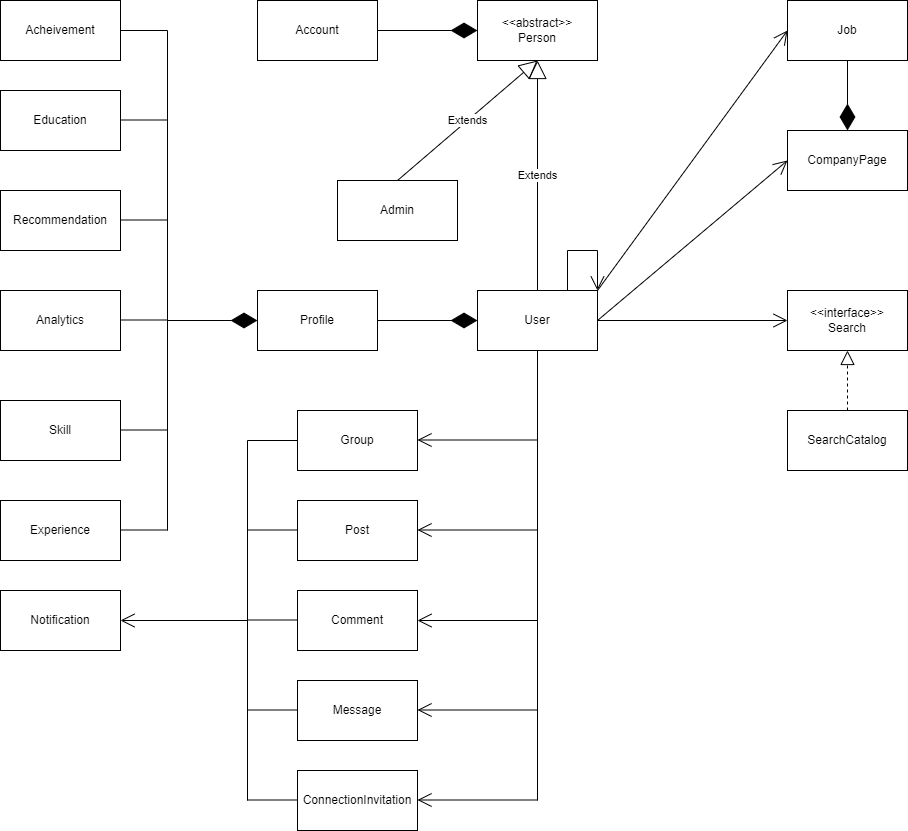 Acheivement
Account
<<abstract>>
Person
Job
Education
Extends
CompanyPage
Extends
Recommendation
Admin
Analytics
Profile
User
<<interface>>
Search
Skill
Group
SearchCatalog
Experience
Post
Notification
Comment
Message
ConnectionInvitation